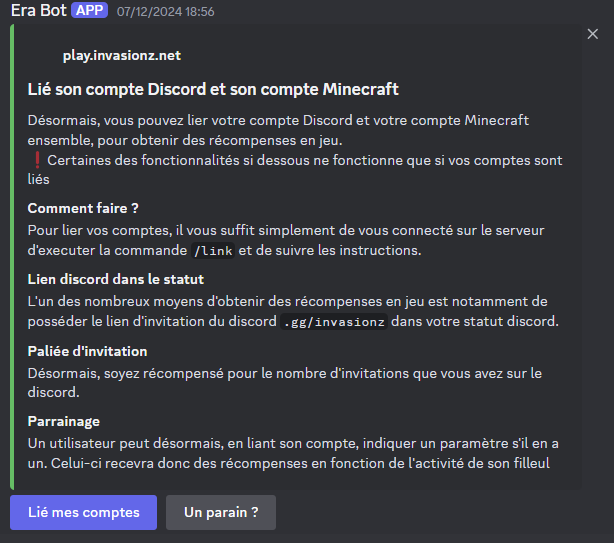 Era Bot APP 07/12/2024 18:56
play.invasionz.net
Lié son compte Discord et son compte Minecraft
Désormais, vous pouvez lier votre compte Discord et votre compte Minecraft
ensemble, pour obtenir des récompenses en jeu.
❗ Certaines des fonctionnalités si dessous ne fonctionne que si vos comptes sont
liés
Comment faire ?
Pour lier vos comptes, il vous suffit simplement de vous connecté sur le serveur
d'executer la commande /link et de suivre les instructions.
Lien discord dans le statut
L'un des nombreux moyens d'obtenir des récompenses en jeu est notamment de
posséder le lien d'invitation du discord .gg/invasionz dans votre statut discord.
Paliée d'invitation
Désormais, soyez récompensé pour le nombre d'invitations que vous avez sur le
discord.
Parrainage
Un utilisateur peut désormais, en liant son compte, indiquer un paramètre s'il en a
un. Celui-ci recevra donc des récompenses en fonction de l'activité de son filleul
Lié mes comptes
Un parain ?